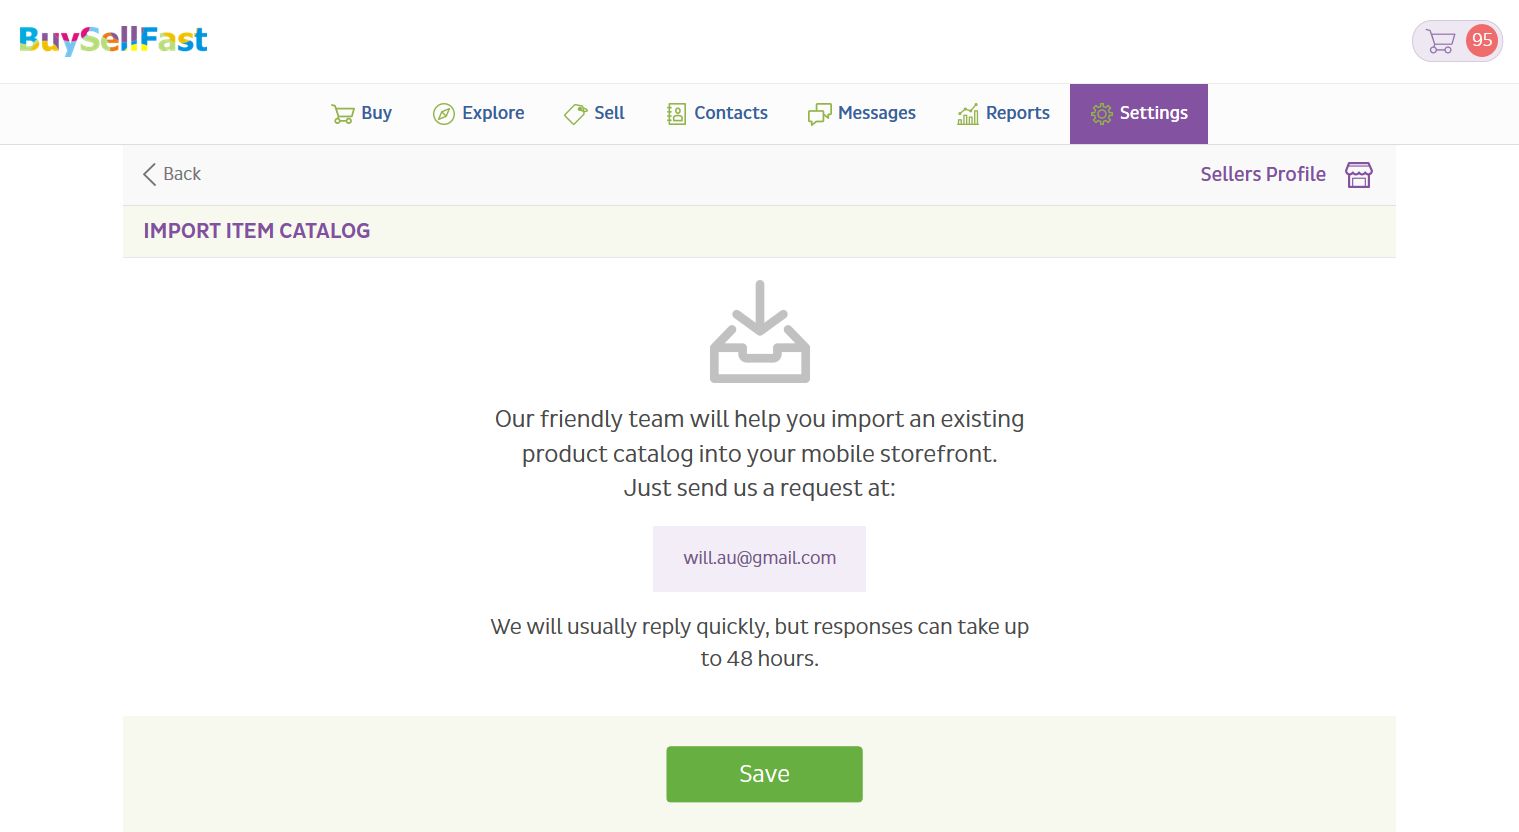 BuySellFast
95
Buy
Explore
Sell
Contacts
Messages
Reports
Settings
Back
Sellers Profile
IMPORT ITEM CATALOG
Our friendly team will help you import an existing
product catalog into your mobile storefront.
Just send us a request at:
will.au@gmail.com
We will usually reply quickly, but responses can take up
to 48 hours.
Save